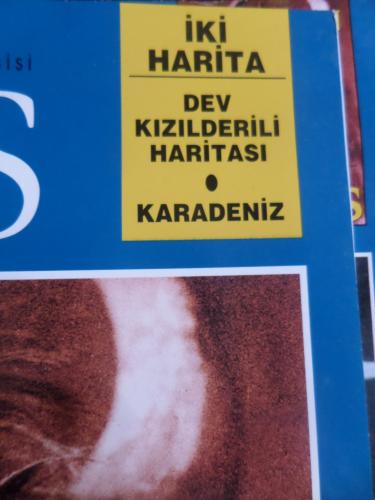 İKİ
HARİTA
DEV
KIZILDERİLİ
HARİTASI
●
KARADENİZ
S